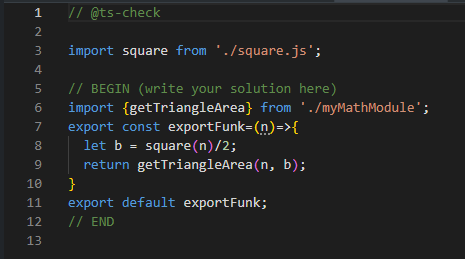 1 // @ts-check
2
3 import square from './square.js';
4
5 // BEGIN (write your solution here)
6 import {getTriangleArea} from './myMathModule';
7 export const exportFunk=(n)=>{
8   let b = square(n)/2;
9   return getTriangleArea(n, b);
10 }
11 export default exportFunk;
12 // END
13